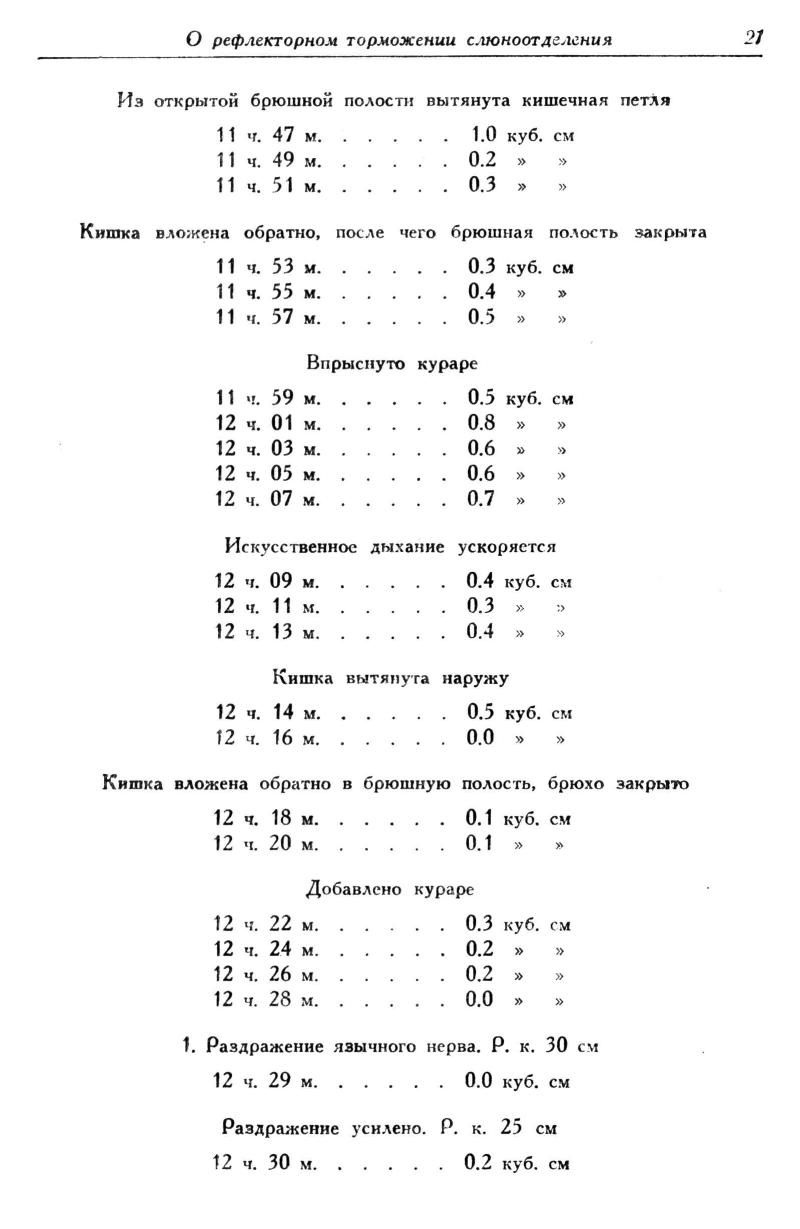 О рефлекторном торможении слюноотделения 21
Из открытой брюшной полости вытянута кишечная петля
11 ч. 47 м. . . . . . . 1.0 куб. см
11 ч. 49 м. . . . . . . 0.2 » »
11 ч. 51 м. . . . . . . 0.3 » »
Кишка вложена обратно, после чего брюшная полость закрыта
11 ч. 53 м. . . . . . . 0.3 куб. см
11 ч. 55 м. . . . . . . 0.4 » »
11 ч. 57 м. . . . . . . 0.5 » »
Впрыснуто кураре
11 ч. 59 м. . . . . . . 0.5 куб. см
12 ч. 01 м. . . . . . . 0.8 » »
12 ч. 03 м. . . . . . . 0.6 » »
12 ч. 05 м. . . . . . . 0.6 » »
12 ч. 07 м. . . . . . . 0.7 » »
Искусственное дыхание ускоряется
12 ч. 09 м. . . . . . . 0.4 куб. см
12 ч. 11 м. . . . . . . 0.3 » »
12 ч. 13 м. . . . . . . 0.4 » »
Кишка вытянута наружу
12 ч. 14 м. . . . . . . 0.5 куб. см
12 ч. 16 м. . . . . . . 0.0 » »
Кишка вложена обратно в брюшную полость, брюхо закрыто
12 ч. 18 м. . . . . . . 0.1 куб. см
12 ч. 20 м. . . . . . . 0.1 » »
Добавлено кураре
12 ч. 22 м. . . . . . . 0.3 куб. см
12 ч. 24 м. . . . . . . 0.2 » »
12 ч. 26 м. . . . . . . 0.2 » »
12 ч. 28 м. . . . . . . 0.0 » »
1. Раздражение язычного нерва. Р. к. 30 см
12 ч. 29 м. . . . . . . 0.0 куб. см
Раздражение усилено. Р. к. 25 см
12 ч. 30 м. . . . . . . 0.2 куб. см